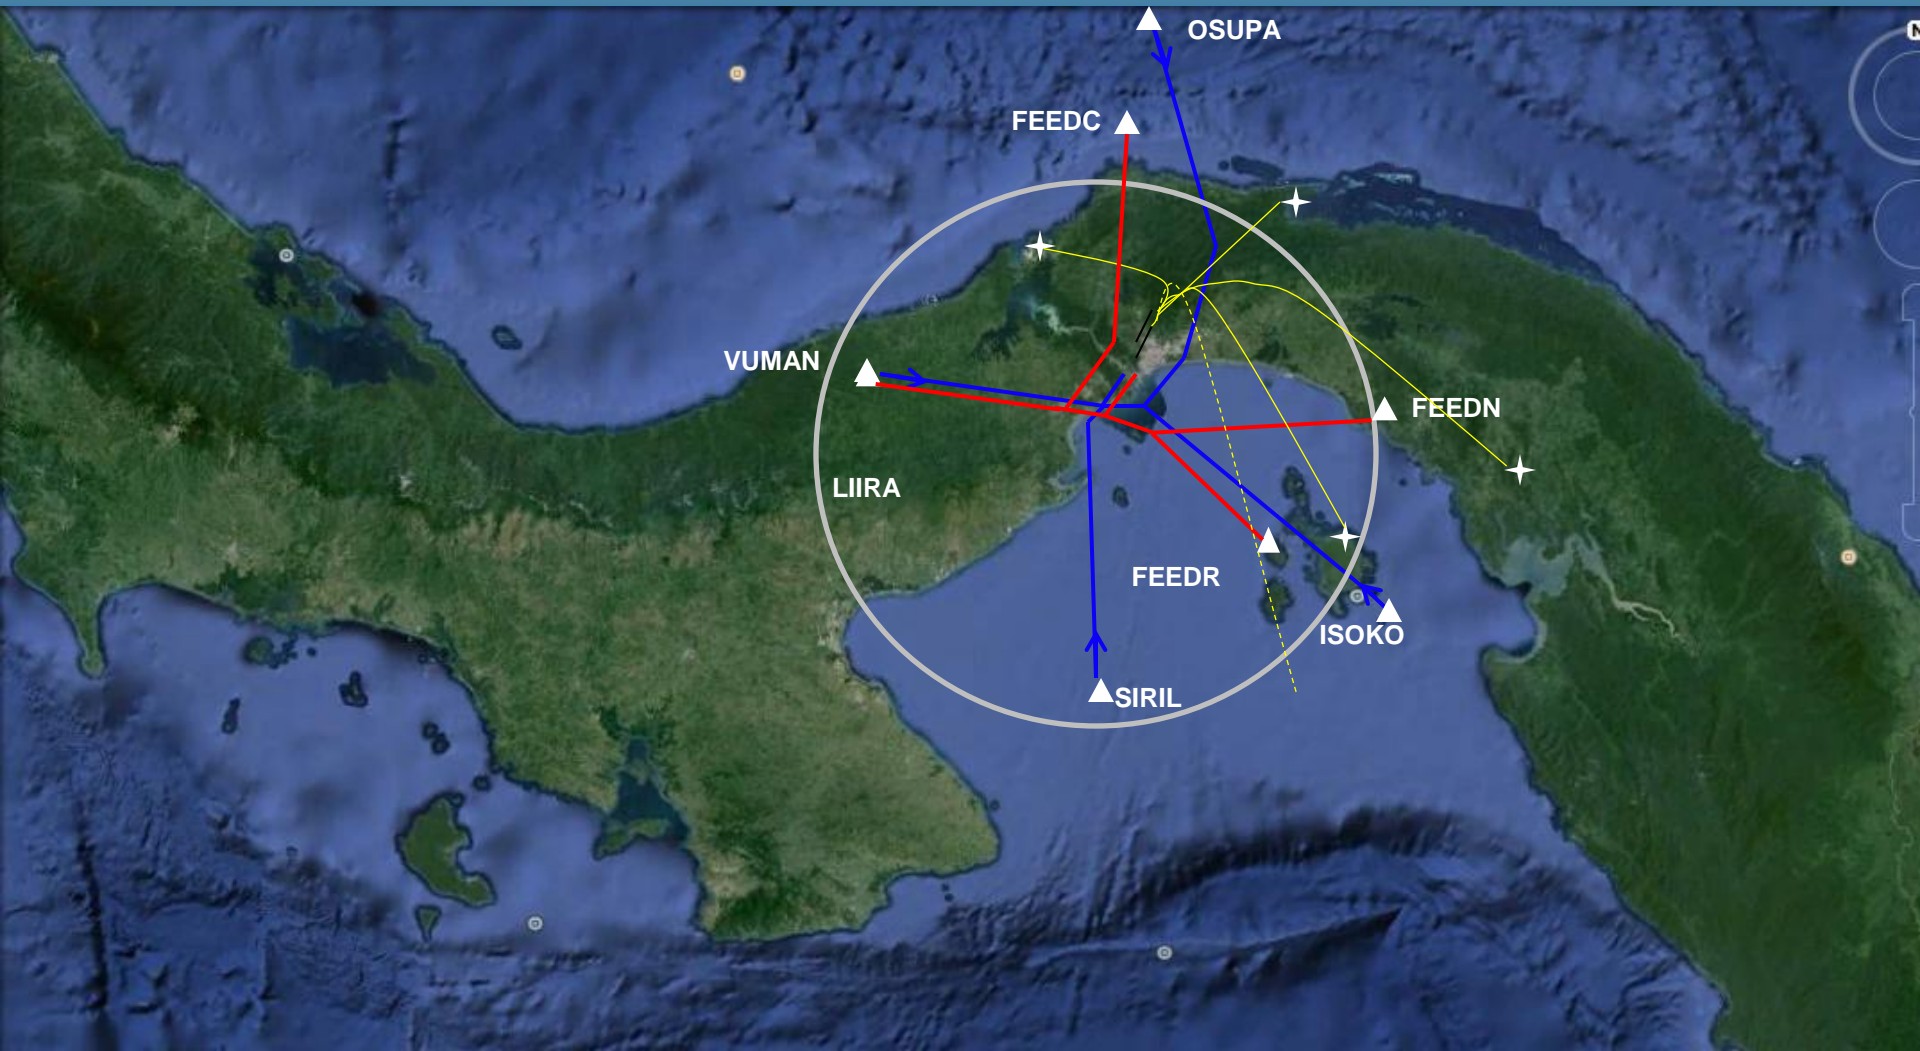 OSUPA
FEEDC
VUMAN
FEEDN
LIIRA
FEEDR
ISOKO
SIRIL
N